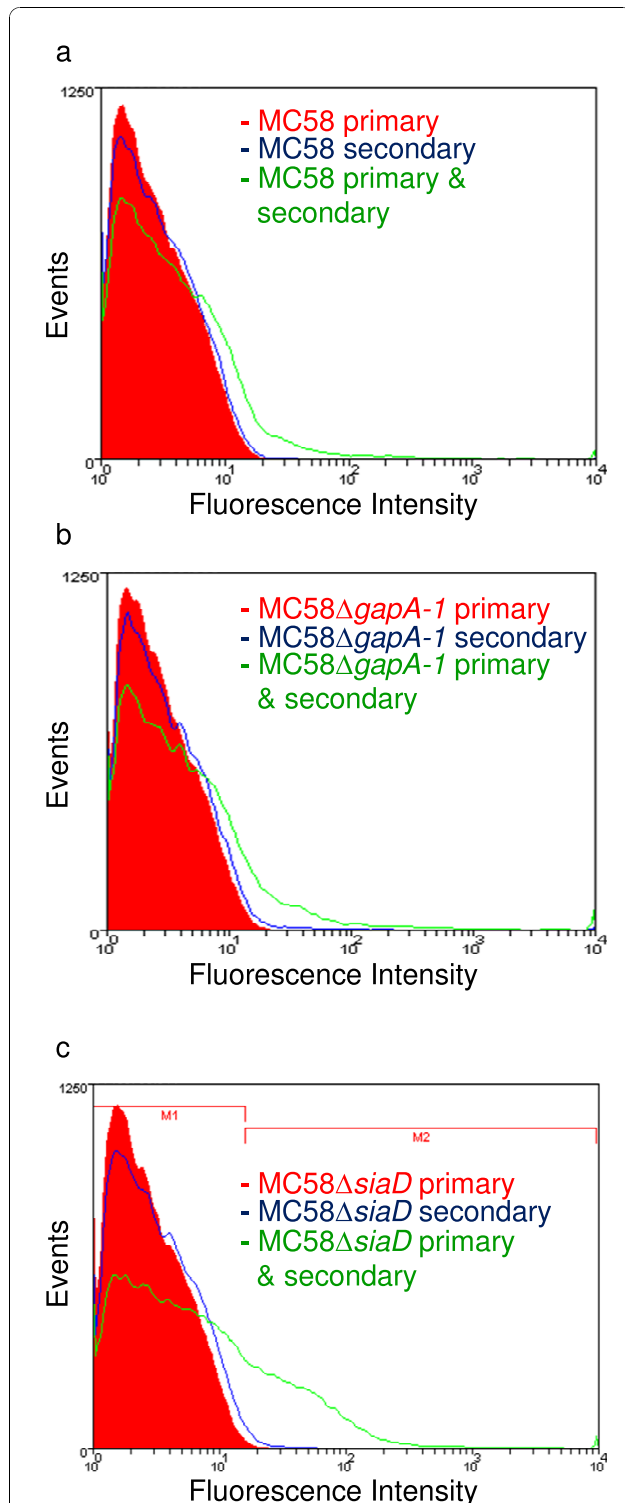 a
1250
- MC58 primary
- MC58 secondary
- MC58 primary &
secondary
Events
0
10^0 10^1 10^2 10^3 10^4
Fluorescence Intensity
b
1250
- MC58ΔgapA-1 primary
- MC58ΔgapA-1 secondary
- MC58ΔgapA-1 primary
& secondary
Events
0
10^0 10^1 10^2 10^3 10^4
Fluorescence Intensity
c
1250
M1
M2
- MC58ΔsiaD primary
- MC58ΔsiaD secondary
- MC58ΔsiaD primary
& secondary
Events
0
10^0 10^1 10^2 10^3 10^4
Fluorescence Intensity